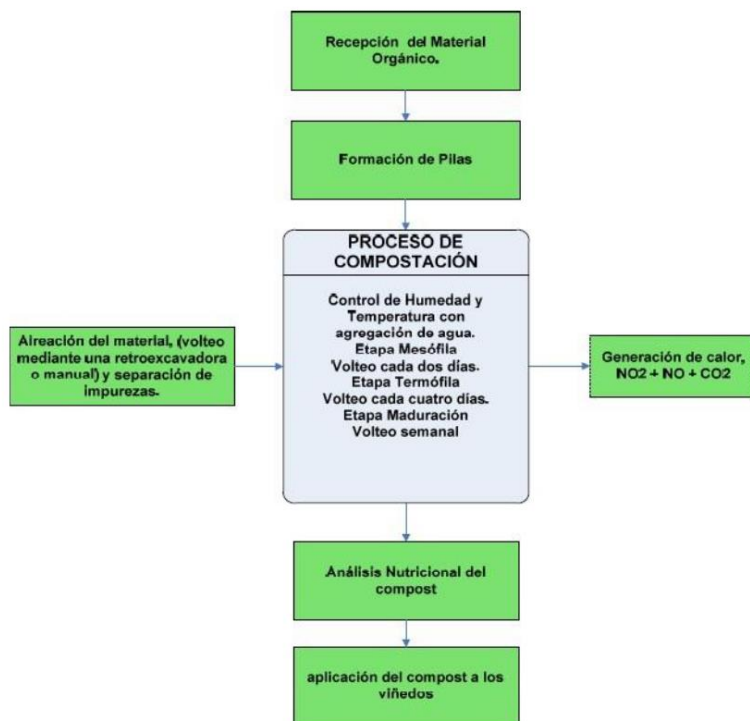 Recepción del Material
Orgánico.
Formación de Pilas
PROCESO DE
COMPOSTACIÓN
Control de Humedad y
Temperatura con
agregación de agua.
Etapa Mesófila
Volteo cada dos días.
Etapa Termófila
Volteo cada cuatro días.
Etapa Maduración
Volteo semanal
Aireación del material, (volteo
mediante una retroexcavadora
o manual) y separación de
impurezas.
Generación de calor,
NO2 + NO + CO2
Análisis Nutricional del
compost
aplicación del compost a los
viñedos